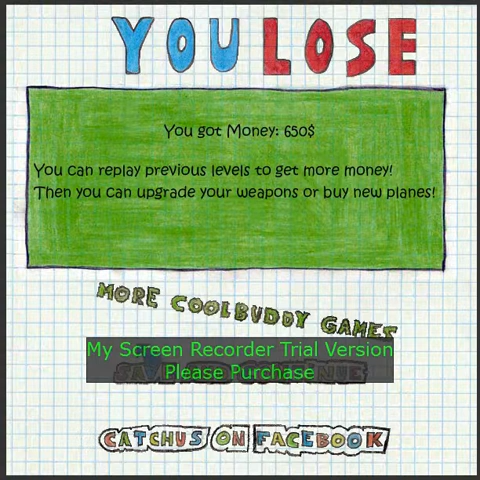 YOU LOSE
You got Money: 650$
You can replay previous levels to get more money!
Then you can upgrade your weapons or buy new planes!
MORE COOLBUDDY GAMES
My Screen Recorder Trial Version
Please Purchase
CATCH US ON FACEBOOK